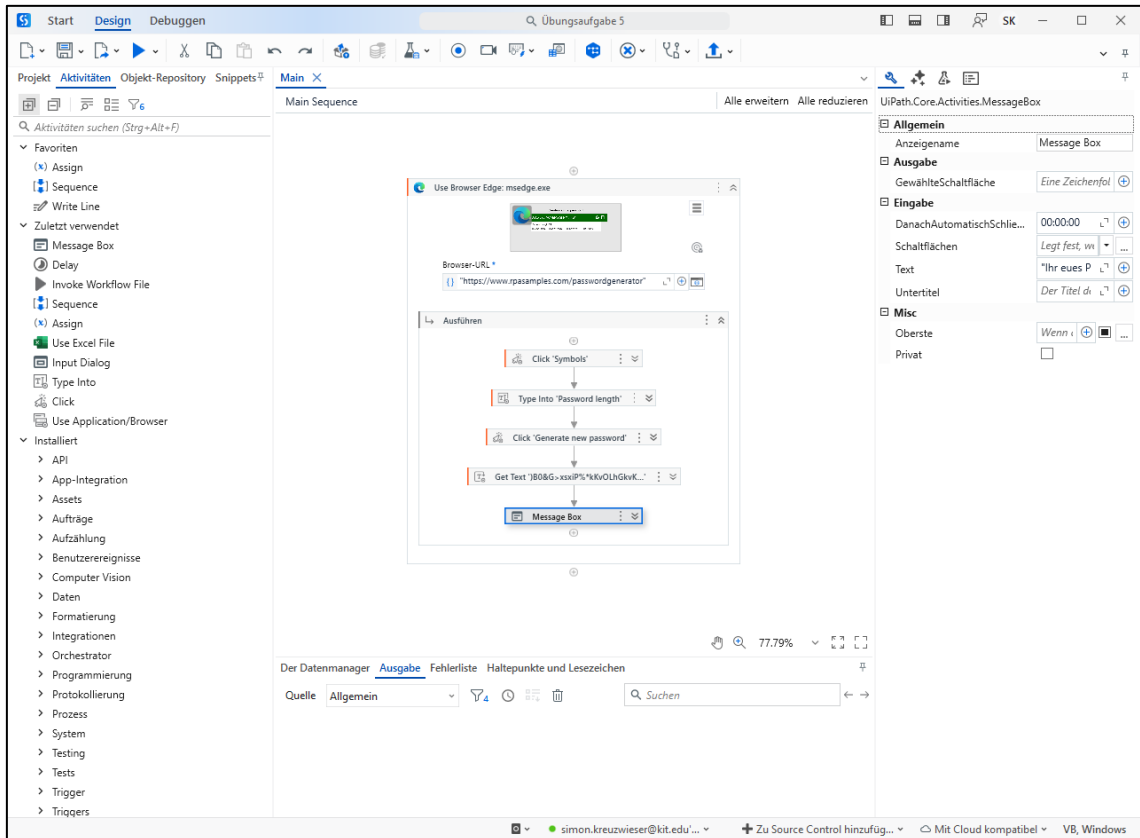 Start Design Debuggen
Übungsaufgabe 5
SK
Projekt Aktivitäten Objekt-Repository Snippets
6
Aktivitäten suchen (Strg+Alt+F)
Favoriten
(x) Assign
Sequence
Write Line
Zuletzt verwendet
Message Box
Delay
Invoke Workflow File
Sequence
(x) Assign
Use Excel File
Input Dialog
Type Into
Click
Use Application/Browser
Installiert
API
App-Integration
Assets
Aufträge
Aufzählung
Benutzerereignisse
Computer Vision
Daten
Formatierung
Integrationen
Orchestrator
Programmierung
Protokollierung
Prozess
System
Testing
Tests
Trigger
Triggers
Main
Main Sequence Alle erweitern Alle reduzieren
Use Browser Edge: msedge.exe
Browser-URL *
{} "https://www.rpasamples.com/passwordgenerator"
Ausführen
Click 'Symbols'
Type Into 'Password length'
Click 'Generate new password'
Get Text ')B0&G>xsxiP%*kKvOLhGkvK...'
Message Box
77.79%
Der Datenmanager Ausgabe Fehlerliste Haltepunkte und Lesezeichen
Quelle Allgemein 4 Suchen
UiPath.Core.Activities.MessageBox
Allgemein
Anzeigename Message Box
Ausgabe
GewählteSchaltfläche Eine Zeichenfol
Eingabe
DanachAutomatischSchlie... 00:00:00
Schaltflächen Legt fest, we ...
Text "Ihr eues P
Untertitel Der Titel de
Misc
Oberste Wenn ...
Privat
simon.kreuzwieser@kit.edu'... Zu Source Control hinzufüg... Mit Cloud kompatibel VB, Windows